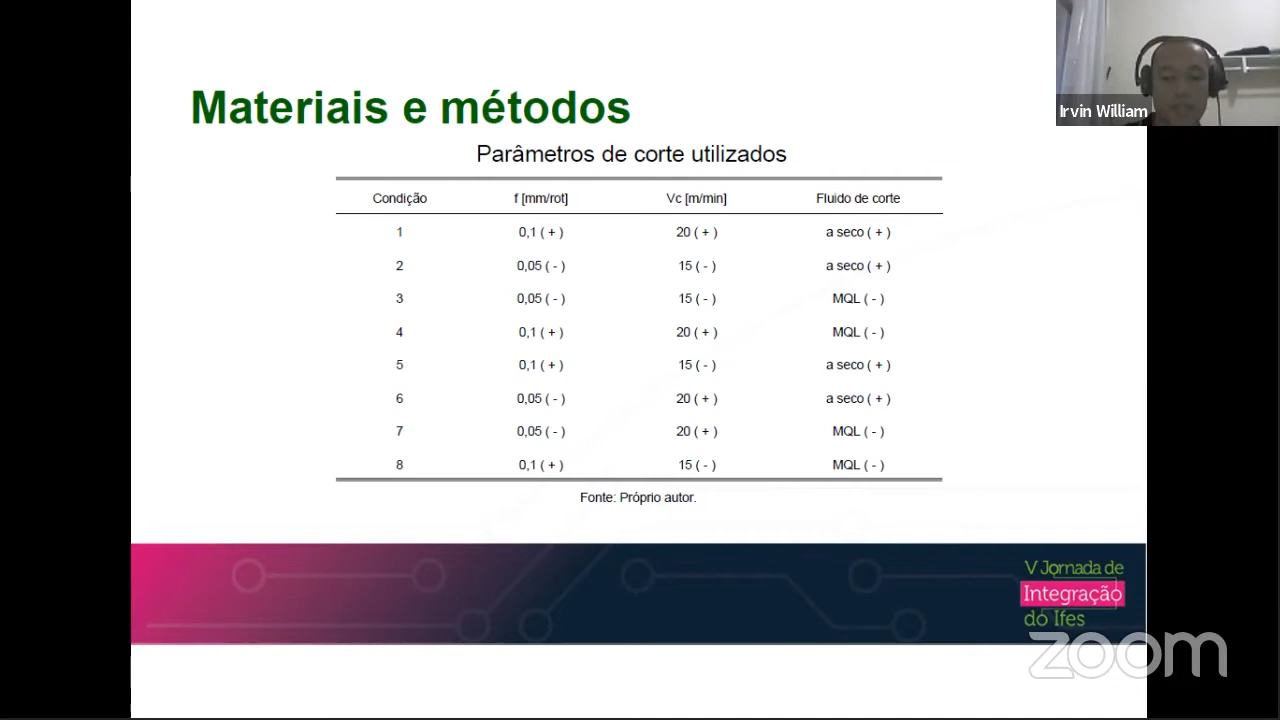 Irvin William
Materiais e métodos
Parâmetros de corte utilizados
Condição f [mm/rot] Vc [m/min] Fluido de corte
1 0,1 ( + ) 20 ( + ) a seco ( + )
2 0,05 ( - ) 15 ( - ) a seco ( + )
3 0,05 ( - ) 15 ( - ) MQL ( - )
4 0,1 ( + ) 20 ( + ) MQL ( - )
5 0,1 ( + ) 15 ( - ) a seco ( + )
6 0,05 ( - ) 20 ( + ) a seco ( + )
7 0,05 ( - ) 20 ( + ) MQL ( - )
8 0,1 ( + ) 15 ( - ) MQL ( - )
Fonte: Próprio autor.
V Jornada de
Integração
do Ifes
zoom